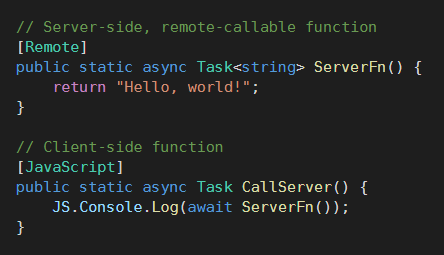 // Server-side, remote-callable function
[Remote]
public static async Task<string> ServerFn() {
    return "Hello, world!";
}
// Client-side function
[JavaScript]
public static async Task CallServer() {
    JS.Console.Log(await ServerFn());
}